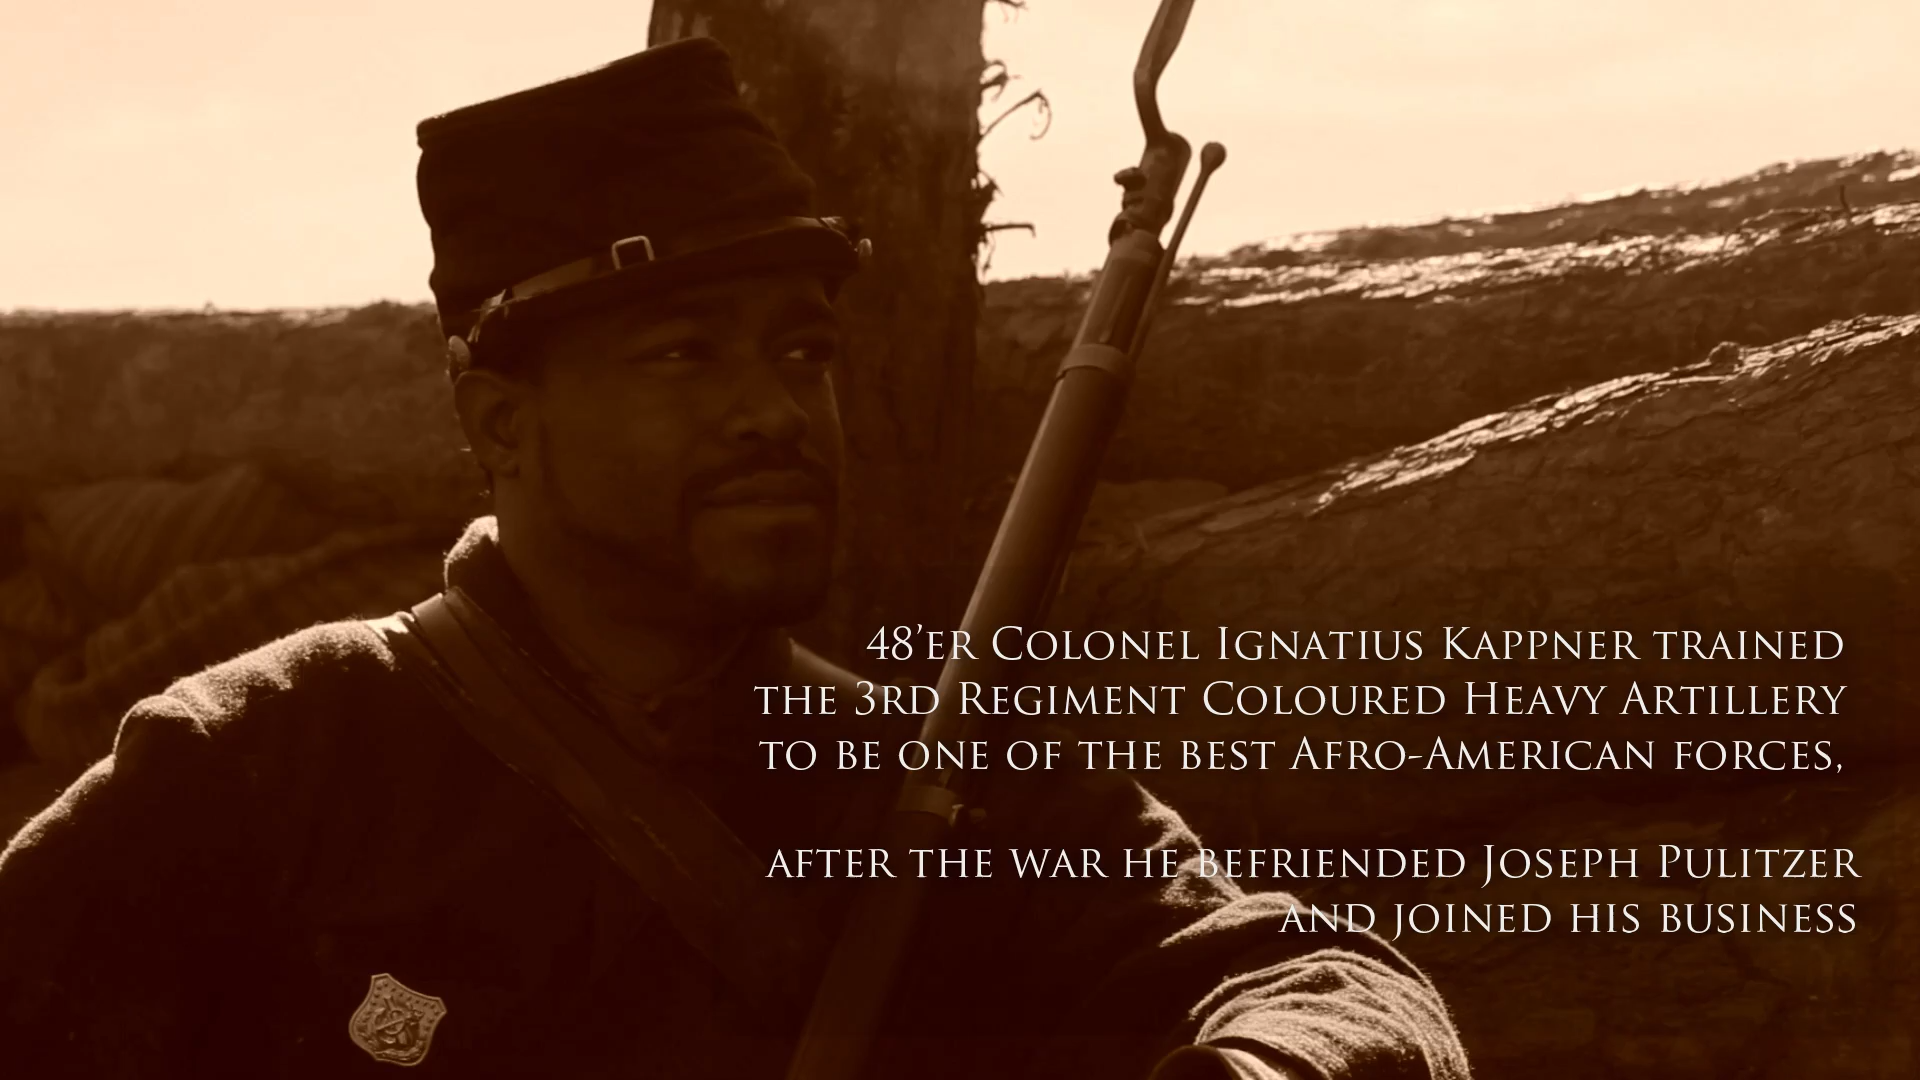 48’er Colonel Ignatius Kappner trained
the 3rd Regiment Coloured Heavy Artillery
to be one of the best Afro-American forces,
after the war he befriended Joseph Pulitzer
and joined his business